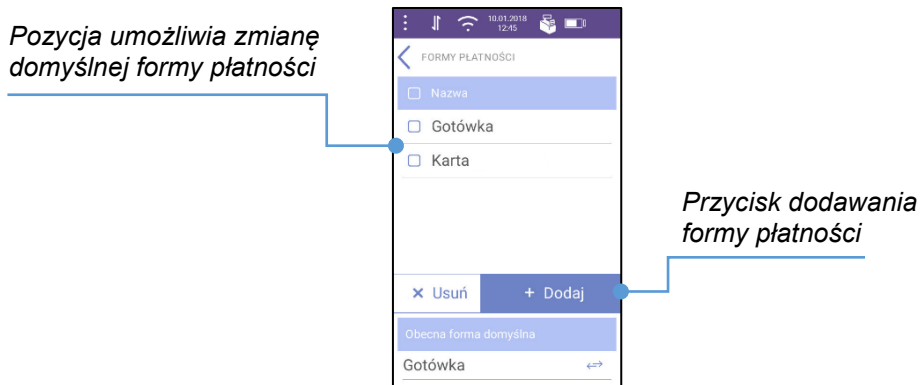 Pozycja umożliwia zmianę
domyślnej formy płatności
10.01.2018
12:45
FORMY PŁATNOŚCI
Nazwa
Gotówka
Karta
Przycisk dodawania
formy płatności
× Usuń
+ Dodaj
Obecna forma domyślna
Gotówka